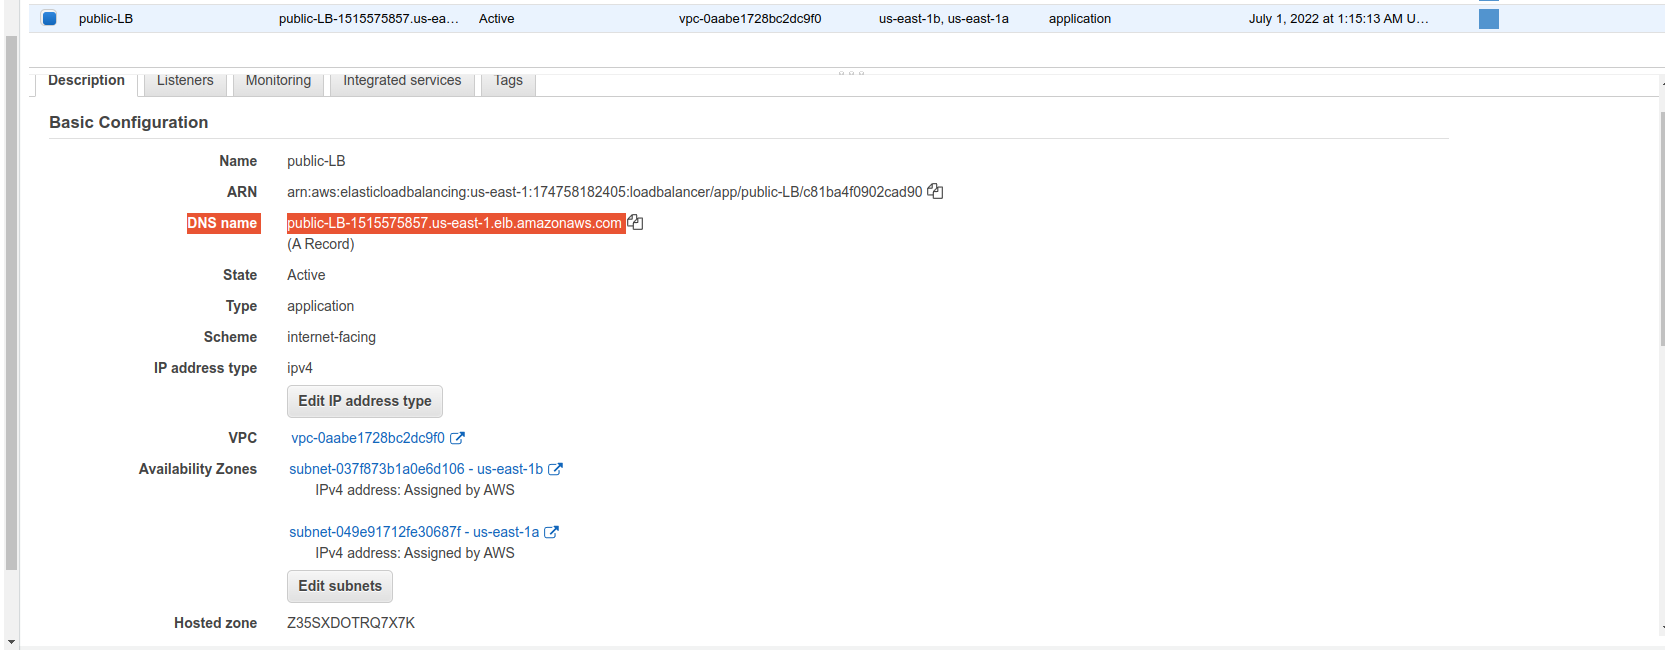 public-LB public-LB-1515575857.us-ea... Active vpc-0aabe1728bc2dc9f0 us-east-1b, us-east-1a application July 1, 2022 at 1:15:13 AM U...
Description Listeners Monitoring Integrated services Tags
Basic Configuration
Name public-LB
ARN arn:aws:elasticloadbalancing:us-east-1:174758182405:loadbalancer/app/public-LB/c81ba4f0902cad90
DNS name public-LB-1515575857.us-east-1.elb.amazonaws.com
(A Record)
State Active
Type application
Scheme internet-facing
IP address type ipv4
Edit IP address type
VPC vpc-0aabe1728bc2dc9f0
Availability Zones subnet-037f873b1a0e6d106 - us-east-1b
IPv4 address: Assigned by AWS
subnet-049e91712fe30687f - us-east-1a
IPv4 address: Assigned by AWS
Edit subnets
Hosted zone Z35SXDOTRQ7X7K